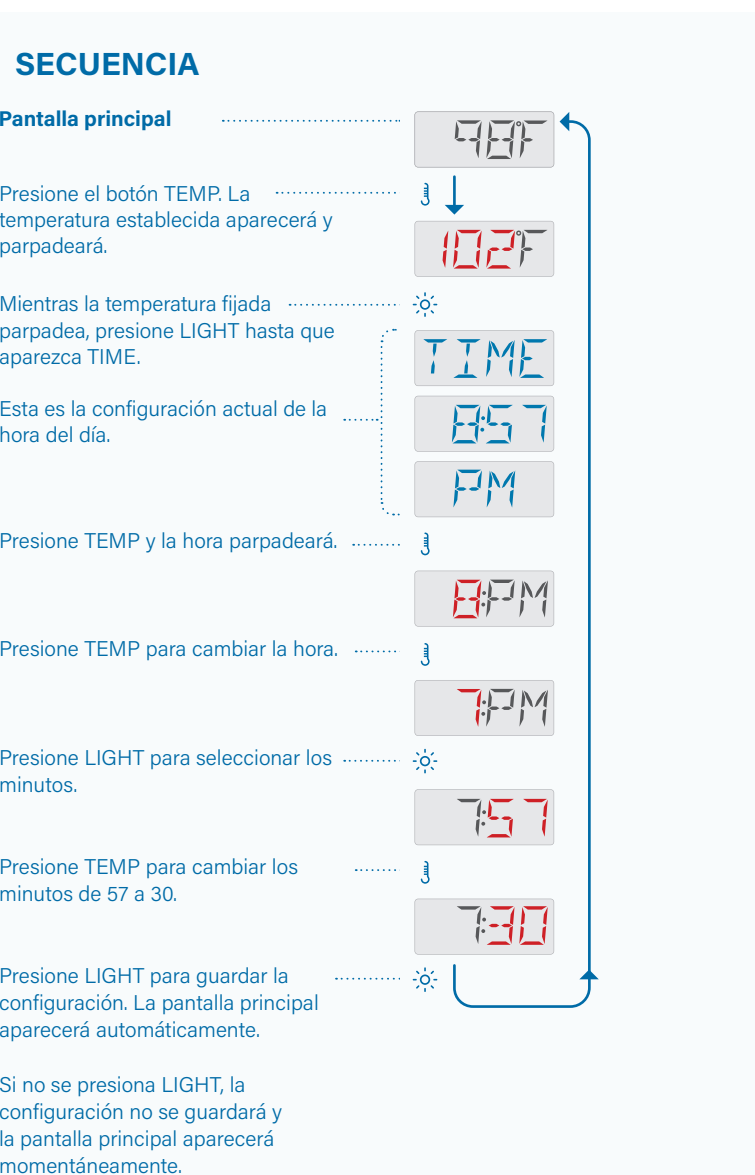 SECUENCIA
Pantalla principal
98°F
Presione el botón TEMP. La
temperatura establecida aparecerá y
parpadeará.
102°F
Mientras la temperatura fijada
parpadea, presione LIGHT hasta que
aparezca TIME.
TIME
Esta es la configuración actual de la
hora del día.
8:57
PM
Presione TEMP y la hora parpadeará.
8:PM
Presione TEMP para cambiar la hora.
7:PM
Presione LIGHT para seleccionar los
minutos.
7:57
Presione TEMP para cambiar los
minutos de 57 a 30.
7:30
Presione LIGHT para guardar la
configuración. La pantalla principal
aparecerá automáticamente.
Si no se presiona LIGHT, la
configuración no se guardará y
la pantalla principal aparecerá
momentáneamente.